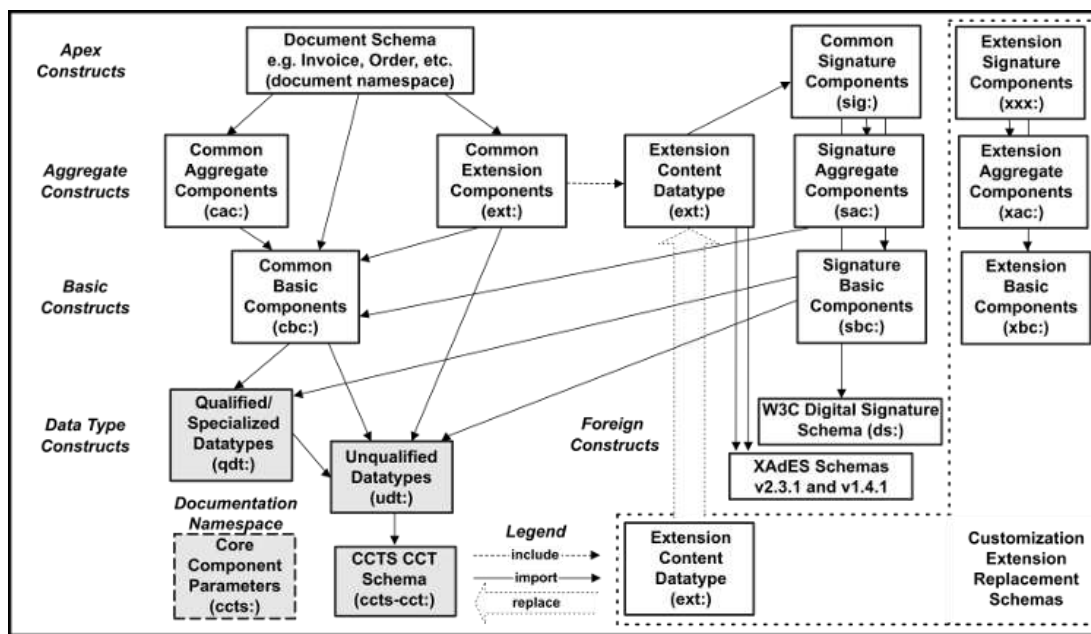 Apex
Constructs
Document Schema
e.g. Invoice, Order, etc.
(document namespace)
Common
Signature
Components
(sig:)
Extension
Signature
Components
(xxx:)
Aggregate
Constructs
Common
Aggregate
Components
(cac:)
Common
Extension
Components
(ext:)
Extension
Content
Datatype
(ext:)
Signature
Aggregate
Components
(sac:)
Extension
Aggregate
Components
(xac:)
Basic
Constructs
Common
Basic
Components
(cbc:)
Signature
Basic
Components
(sbc:)
Extension
Basic
Components
(xbc:)
Data Type
Constructs
Qualified/
Specialized
Datatypes
(qdt:)
Unqualified
Datatypes
(udt:)
Foreign
Constructs
W3C Digital Signature
Schema (ds:)
XAdES Schemas
v2.3.1 and v1.4.1
Documentation
Namespace
Core
Component
Parameters
(ccts:)
CCTS CCT
Schema
(ccts-cct:)
Legend
include
import
replace
Extension
Content
Datatype
(ext:)
Customization
Extension
Replacement
Schemas